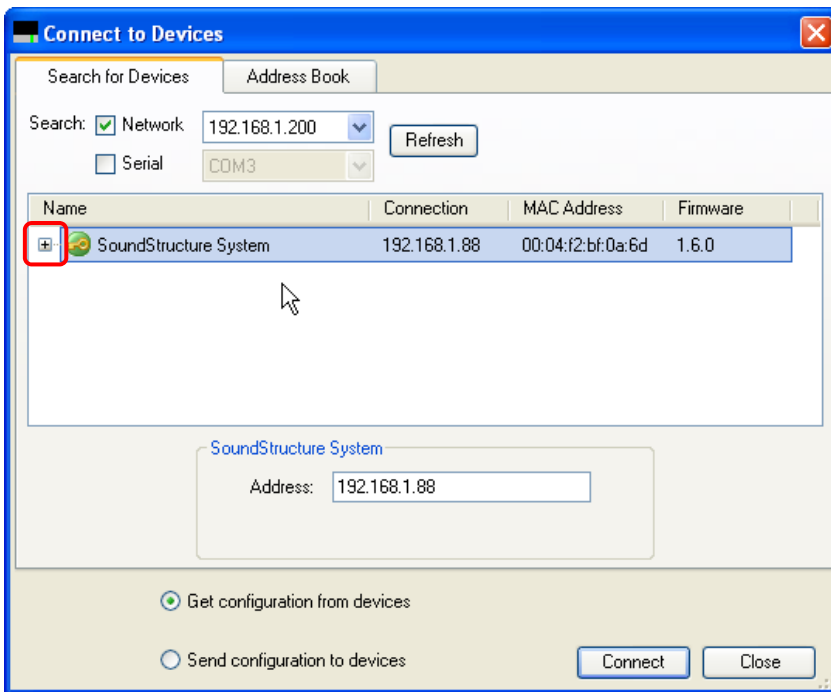 Connect to Devices
Search for Devices Address Book
Search: Network 192.168.1.200 Refresh
Serial COM3
Name Connection MAC Address Firmware
SoundStructure System 192.168.1.88 00:04:f2:bf:0a:6d 1.6.0
SoundStructure System
Address: 192.168.1.88
Get configuration from devices
Send configuration to devices Connect Close